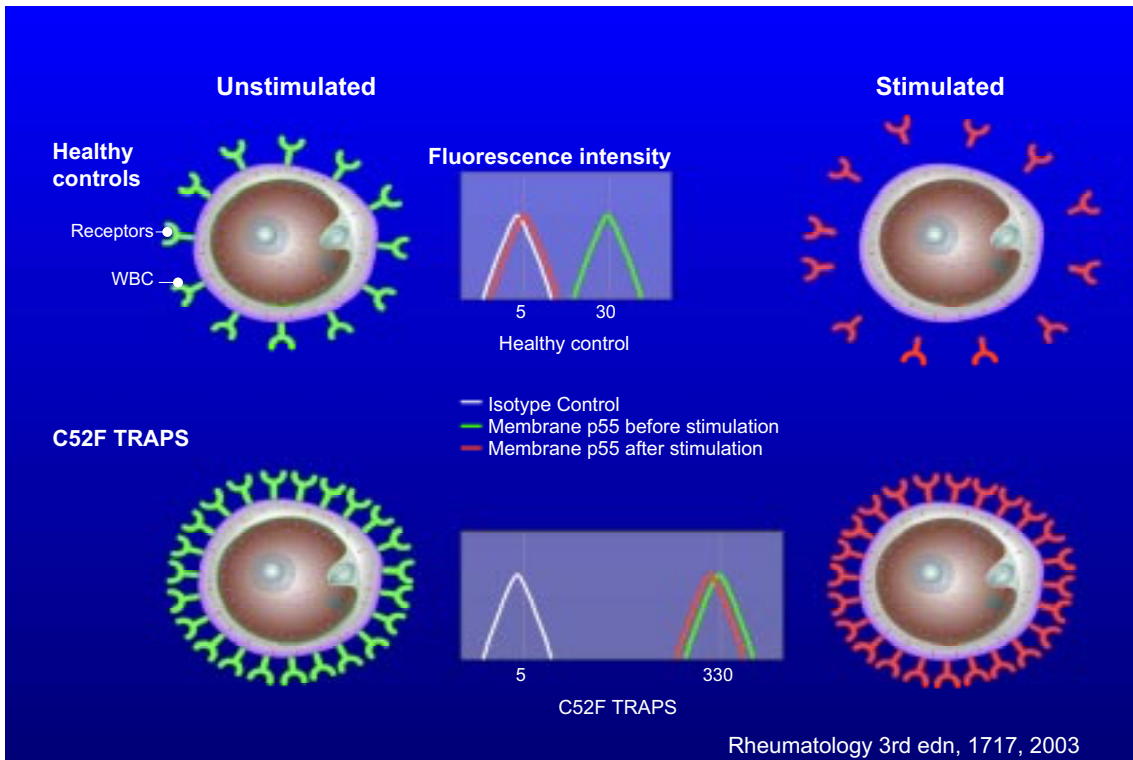 Unstimulated
Stimulated
Healthy
controls
Fluorescence intensity
Receptors
WBC
5
30
Healthy control
Isotype Control
Membrane p55 before stimulation
Membrane p55 after stimulation
C52F TRAPS
5
330
C52F TRAPS
Rheumatology 3rd edn, 1717, 2003